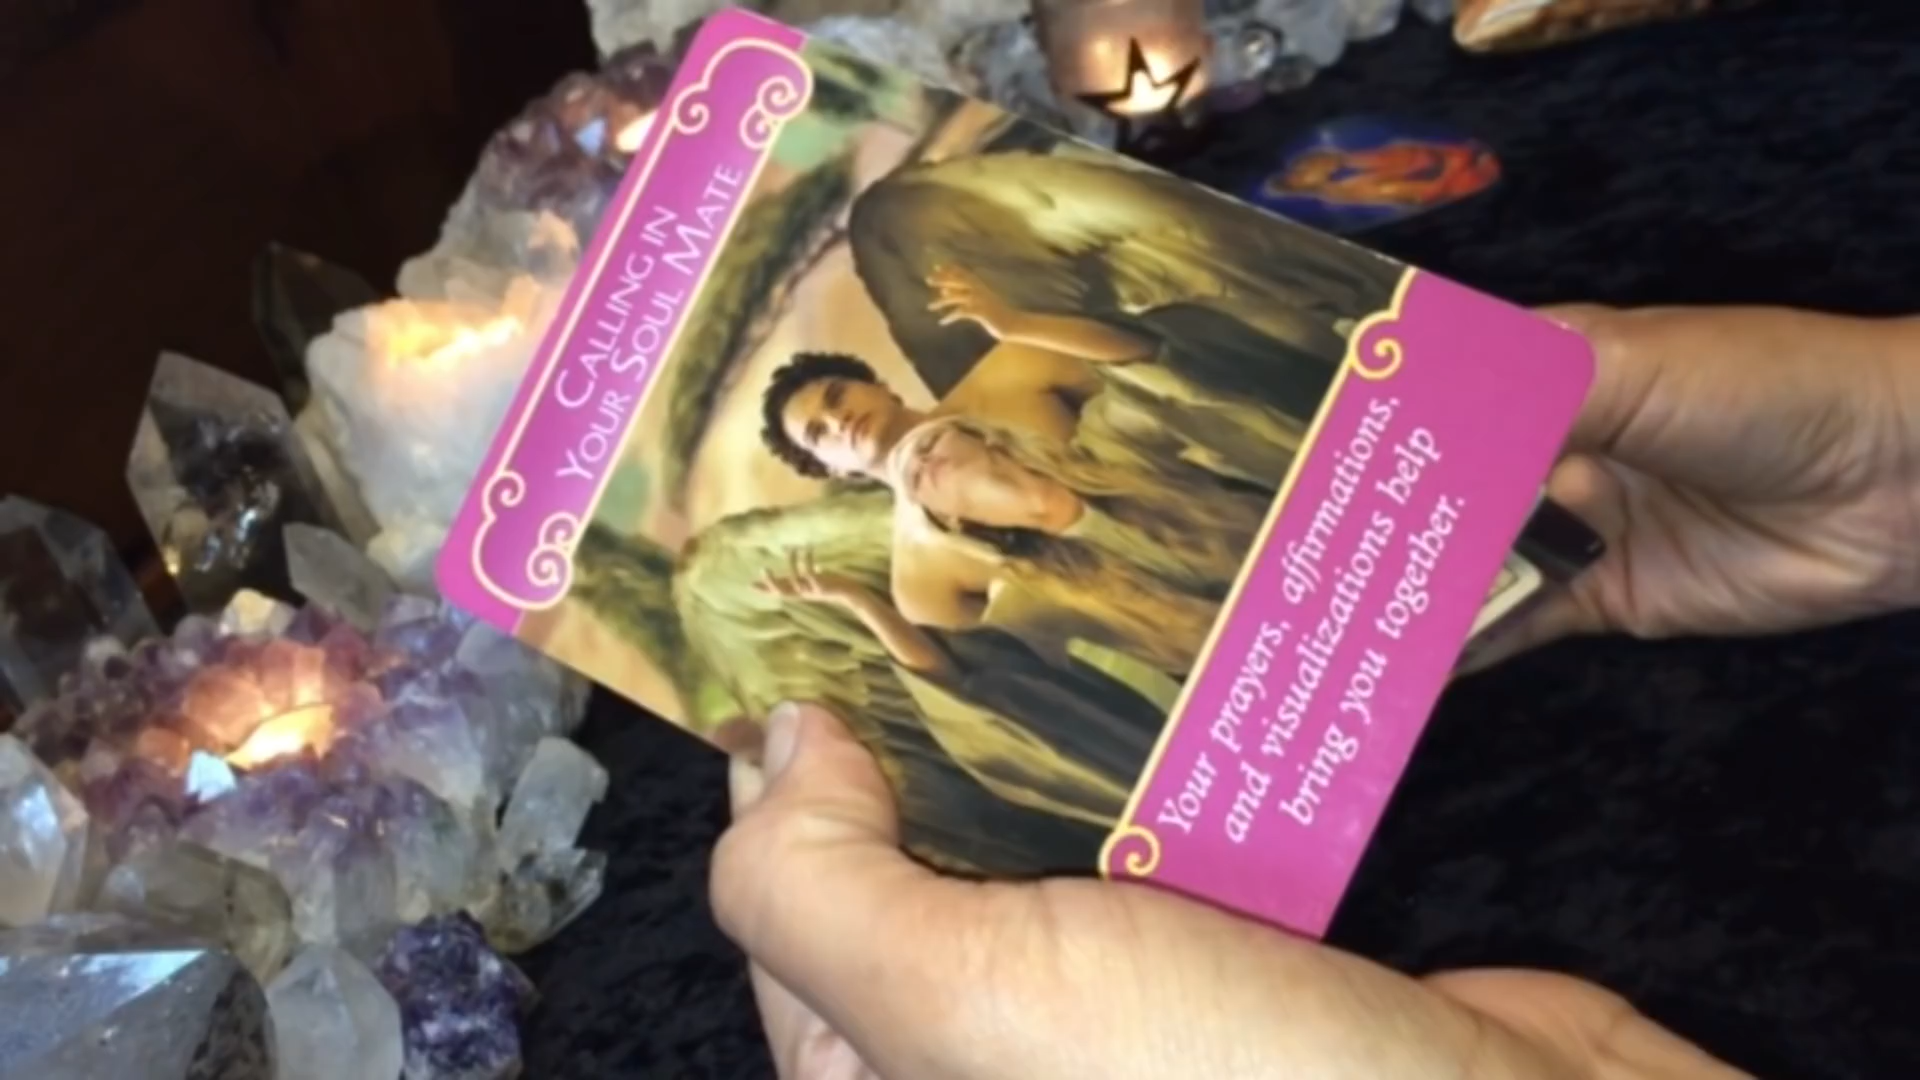 CALLING IN
YOUR SOUL MATE
Your prayers, affirmations,
and visualizations help
bring you together.